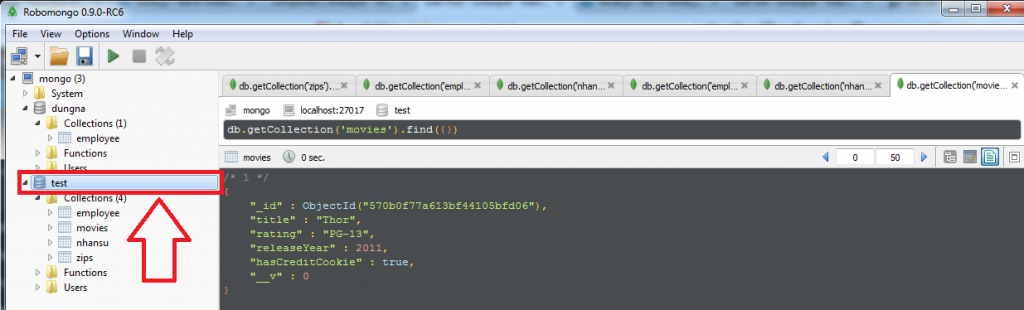 Robomongo 0.9.0-RC6
File View Options Window Help
mongo (3)
System
dungna
Collections (1)
employee
Functions
Users
test
Collections (4)
employee
movies
nhansu
zips
Functions
Users
db.getCollection('zips')....
db.getCollection('empl...
db.getCollection('nhan...
db.getCollection('empl...
db.getCollection('nhan...
db.getCollection('movie...
mongo localhost:27017 test
db.getCollection('movies').find({})
movies 0 sec. 0 50
/* 1 */
{
"_id" : ObjectId("570b0f77a613bf44105bfd06"),
"title" : "Thor",
"rating" : "PG-13",
"releaseYear" : 2011,
"hasCreditCookie" : true,
"__v" : 0
}